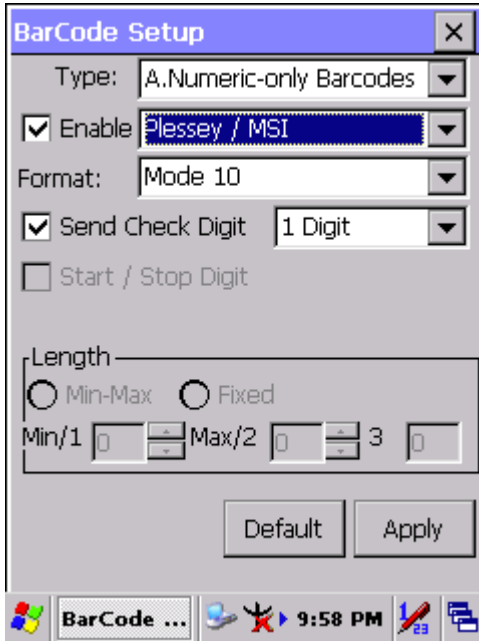 BarCode Setup
Type: A.Numeric-only Barcodes
Enable Plessey / MSI
Format: Mode 10
Send Check Digit 1 Digit
Start / Stop Digit
Length
Min-Max Fixed
Min/1 0 Max/2 0 3 0
Default Apply
BarCode ... 9:58 PM 1 23